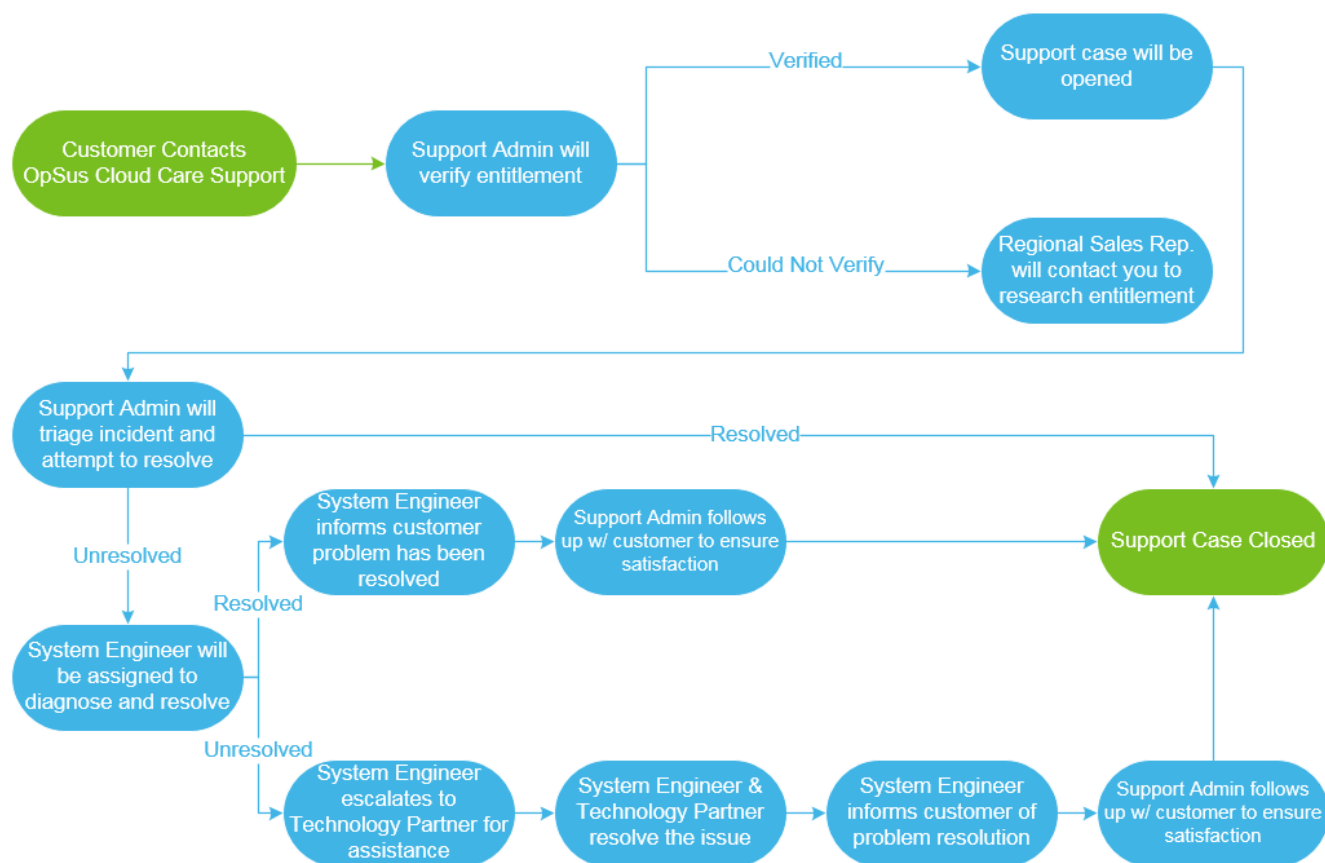 Customer Contacts
OpSus Cloud Care Support
Support Admin will
verify entitlement
Verified
Support case will be
opened
Could Not Verify
Regional Sales Rep.
will contact you to
research entitlement
Support Admin will
triage incident and
attempt to resolve
Resolved
Unresolved
System Engineer
informs customer
problem has been
resolved
Support Admin follows
up w/ customer to ensure
satisfaction
Support Case Closed
Resolved
System Engineer will
be assigned to
diagnose and resolve
Unresolved
System Engineer
escalates to
Technology Partner for
assistance
System Engineer &
Technology Partner
resolve the issue
System Engineer
informs customer of
problem resolution
Support Admin follows
up w/ customer to ensure
satisfaction